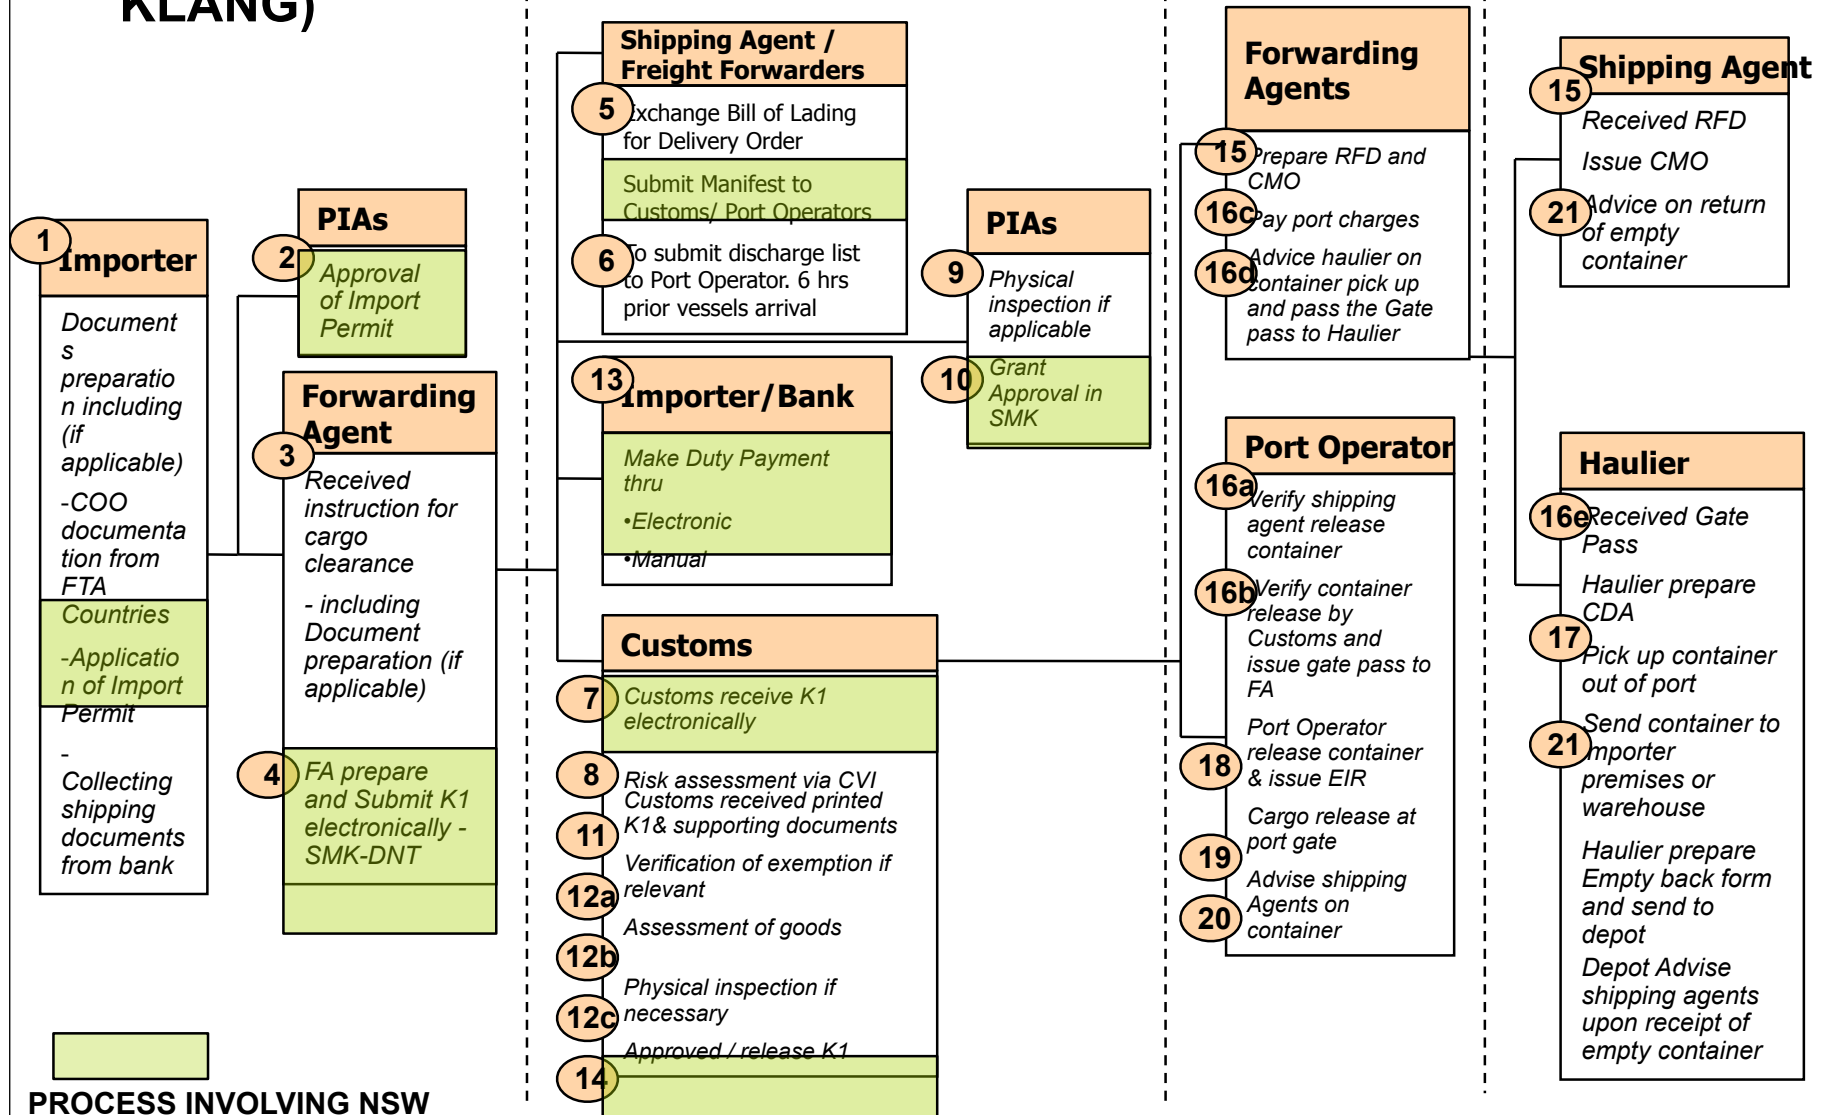 KLANG)
1
Importer
Document
s
preparatio
n including
(if
applicable)
-COO
documenta
tion from
FTA
Countries
-Applicatio
n of Import
Permit
-
Collecting
shipping
documents
from bank
PIAs
2
Approval
of Import
Permit
Forwarding
Agent
3
Received
instruction for
cargo
clearance
- including
Document
preparation (if
applicable)
4
FA prepare
and Submit K1
electronically -
SMK-DNT
Shipping Agent /
Freight Forwarders
5
Exchange Bill of Lading
for Delivery Order
Submit Manifest to
Customs/ Port Operators
6
To submit discharge list
to Port Operator. 6 hrs
prior vessels arrival
13
Importer/Bank
Make Duty Payment
thru
•Electronic
•Manual
Customs
7
Customs receive K1
electronically
8
Risk assessment via CVI
Customs received printed
K1& supporting documents
11
Verification of exemption if
relevant
12a
Assessment of goods
12b
Physical inspection if
necessary
12c
Approved / release K1
14
PIAs
9
Physical
inspection if
applicable
10
Grant
Approval in
SMK
Forwarding
Agents
15
Prepare RFD and
CMO
16c
Pay port charges
16d
Advice haulier on
container pick up
and pass the Gate
pass to Haulier
Port Operator
16a
Verify shipping
agent release
container
16b
Verify container
release by
Customs and
issue gate pass to
FA
Port Operator
release container
& issue EIR
18
Cargo release at
port gate
19
Advise shipping
Agents on
container
20
Shipping Agent
15
Received RFD
Issue CMO
21
Advice on return
of empty
container
Haulier
16e
Received Gate
Pass
Haulier prepare
CDA
17
Pick up container
out of port
Send container to
importer
premises or
warehouse
21
Haulier prepare
Empty back form
and send to
depot
Depot Advise
shipping agents
upon receipt of
empty container
PROCESS INVOLVING NSW